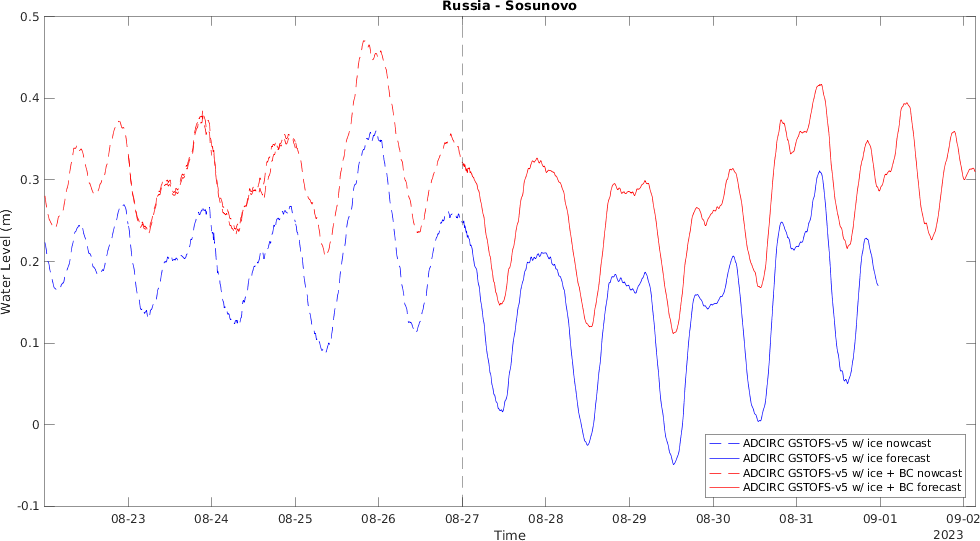 Russia - Sosunovo
0.5
0.4
0.3
0.2
0.1
0
-0.1
Water Level (m)
ADCIRC GSTOFS-v5 w/ ice nowcast
ADCIRC GSTOFS-v5 w/ ice forecast
ADCIRC GSTOFS-v5 w/ ice + BC nowcast
ADCIRC GSTOFS-v5 w/ ice + BC forecast
08-23 08-24 08-25 08-26 08-27 08-28 08-29 08-30 08-31 09-01 09-02
Time
2023